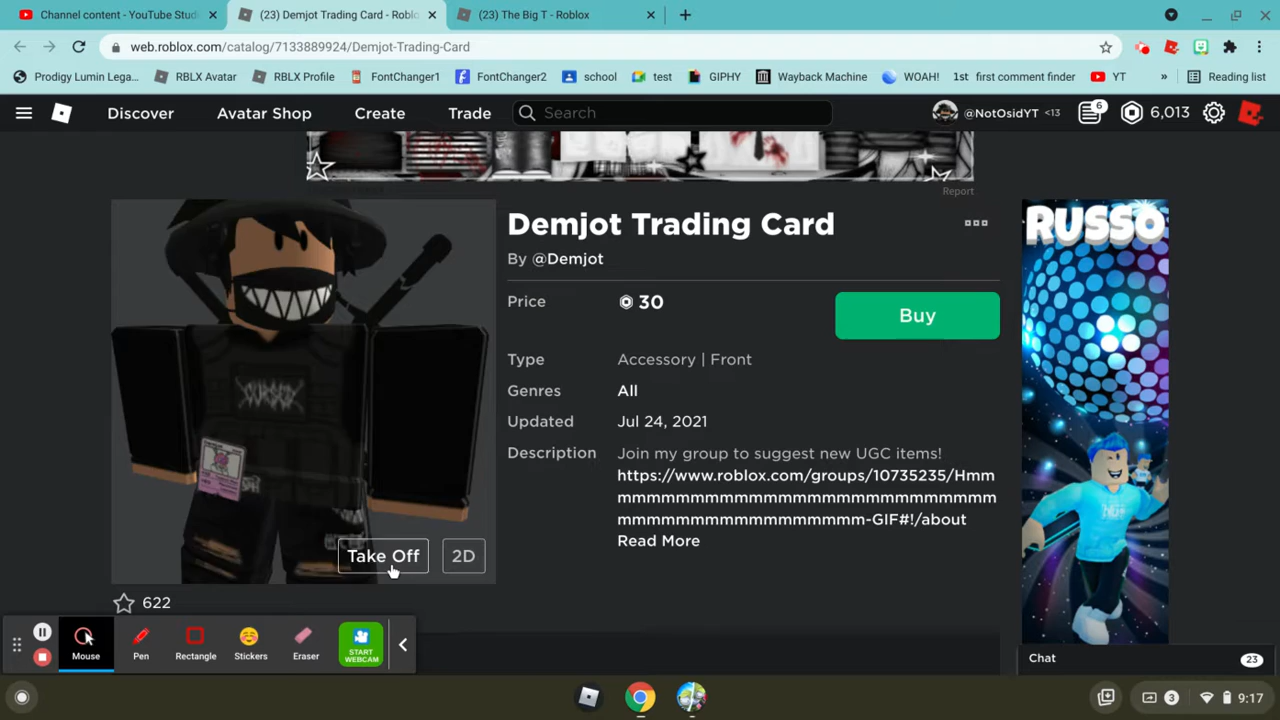 Channel content - YouTube Studi
(23) Demjot Trading Card - Roblo
(23) The Big T - Roblox
web.roblox.com/catalog/7133889924/Demjot-Trading-Card
Prodigy Lumin Lega...
RBLX Avatar
RBLX Profile
FontChanger1
FontChanger2
school
test
GIPHY
Wayback Machine
WOAH!
1st first comment finder
YT
»
Reading list
Discover
Avatar Shop
Create
Trade
Search
@NotOsidYT <13
6
6,013
Report
Demjot Trading Card
By @Demjot
Price 30
Buy
Type Accessory | Front
Genres All
Updated Jul 24, 2021
Description Join my group to suggest new UGC items!
https://www.roblox.com/groups/10735235/Hmm
mmmmmmmmmmmmmmmmmmmmmmmmmm
mmmmmmmmmmmmmmmmm-GIF#!/about
Read More
Take Off
2D
622
RUSSO
Mouse
Pen
Rectangle
Stickers
Eraser
START
WEBCAM
Chat 23
3
9:17